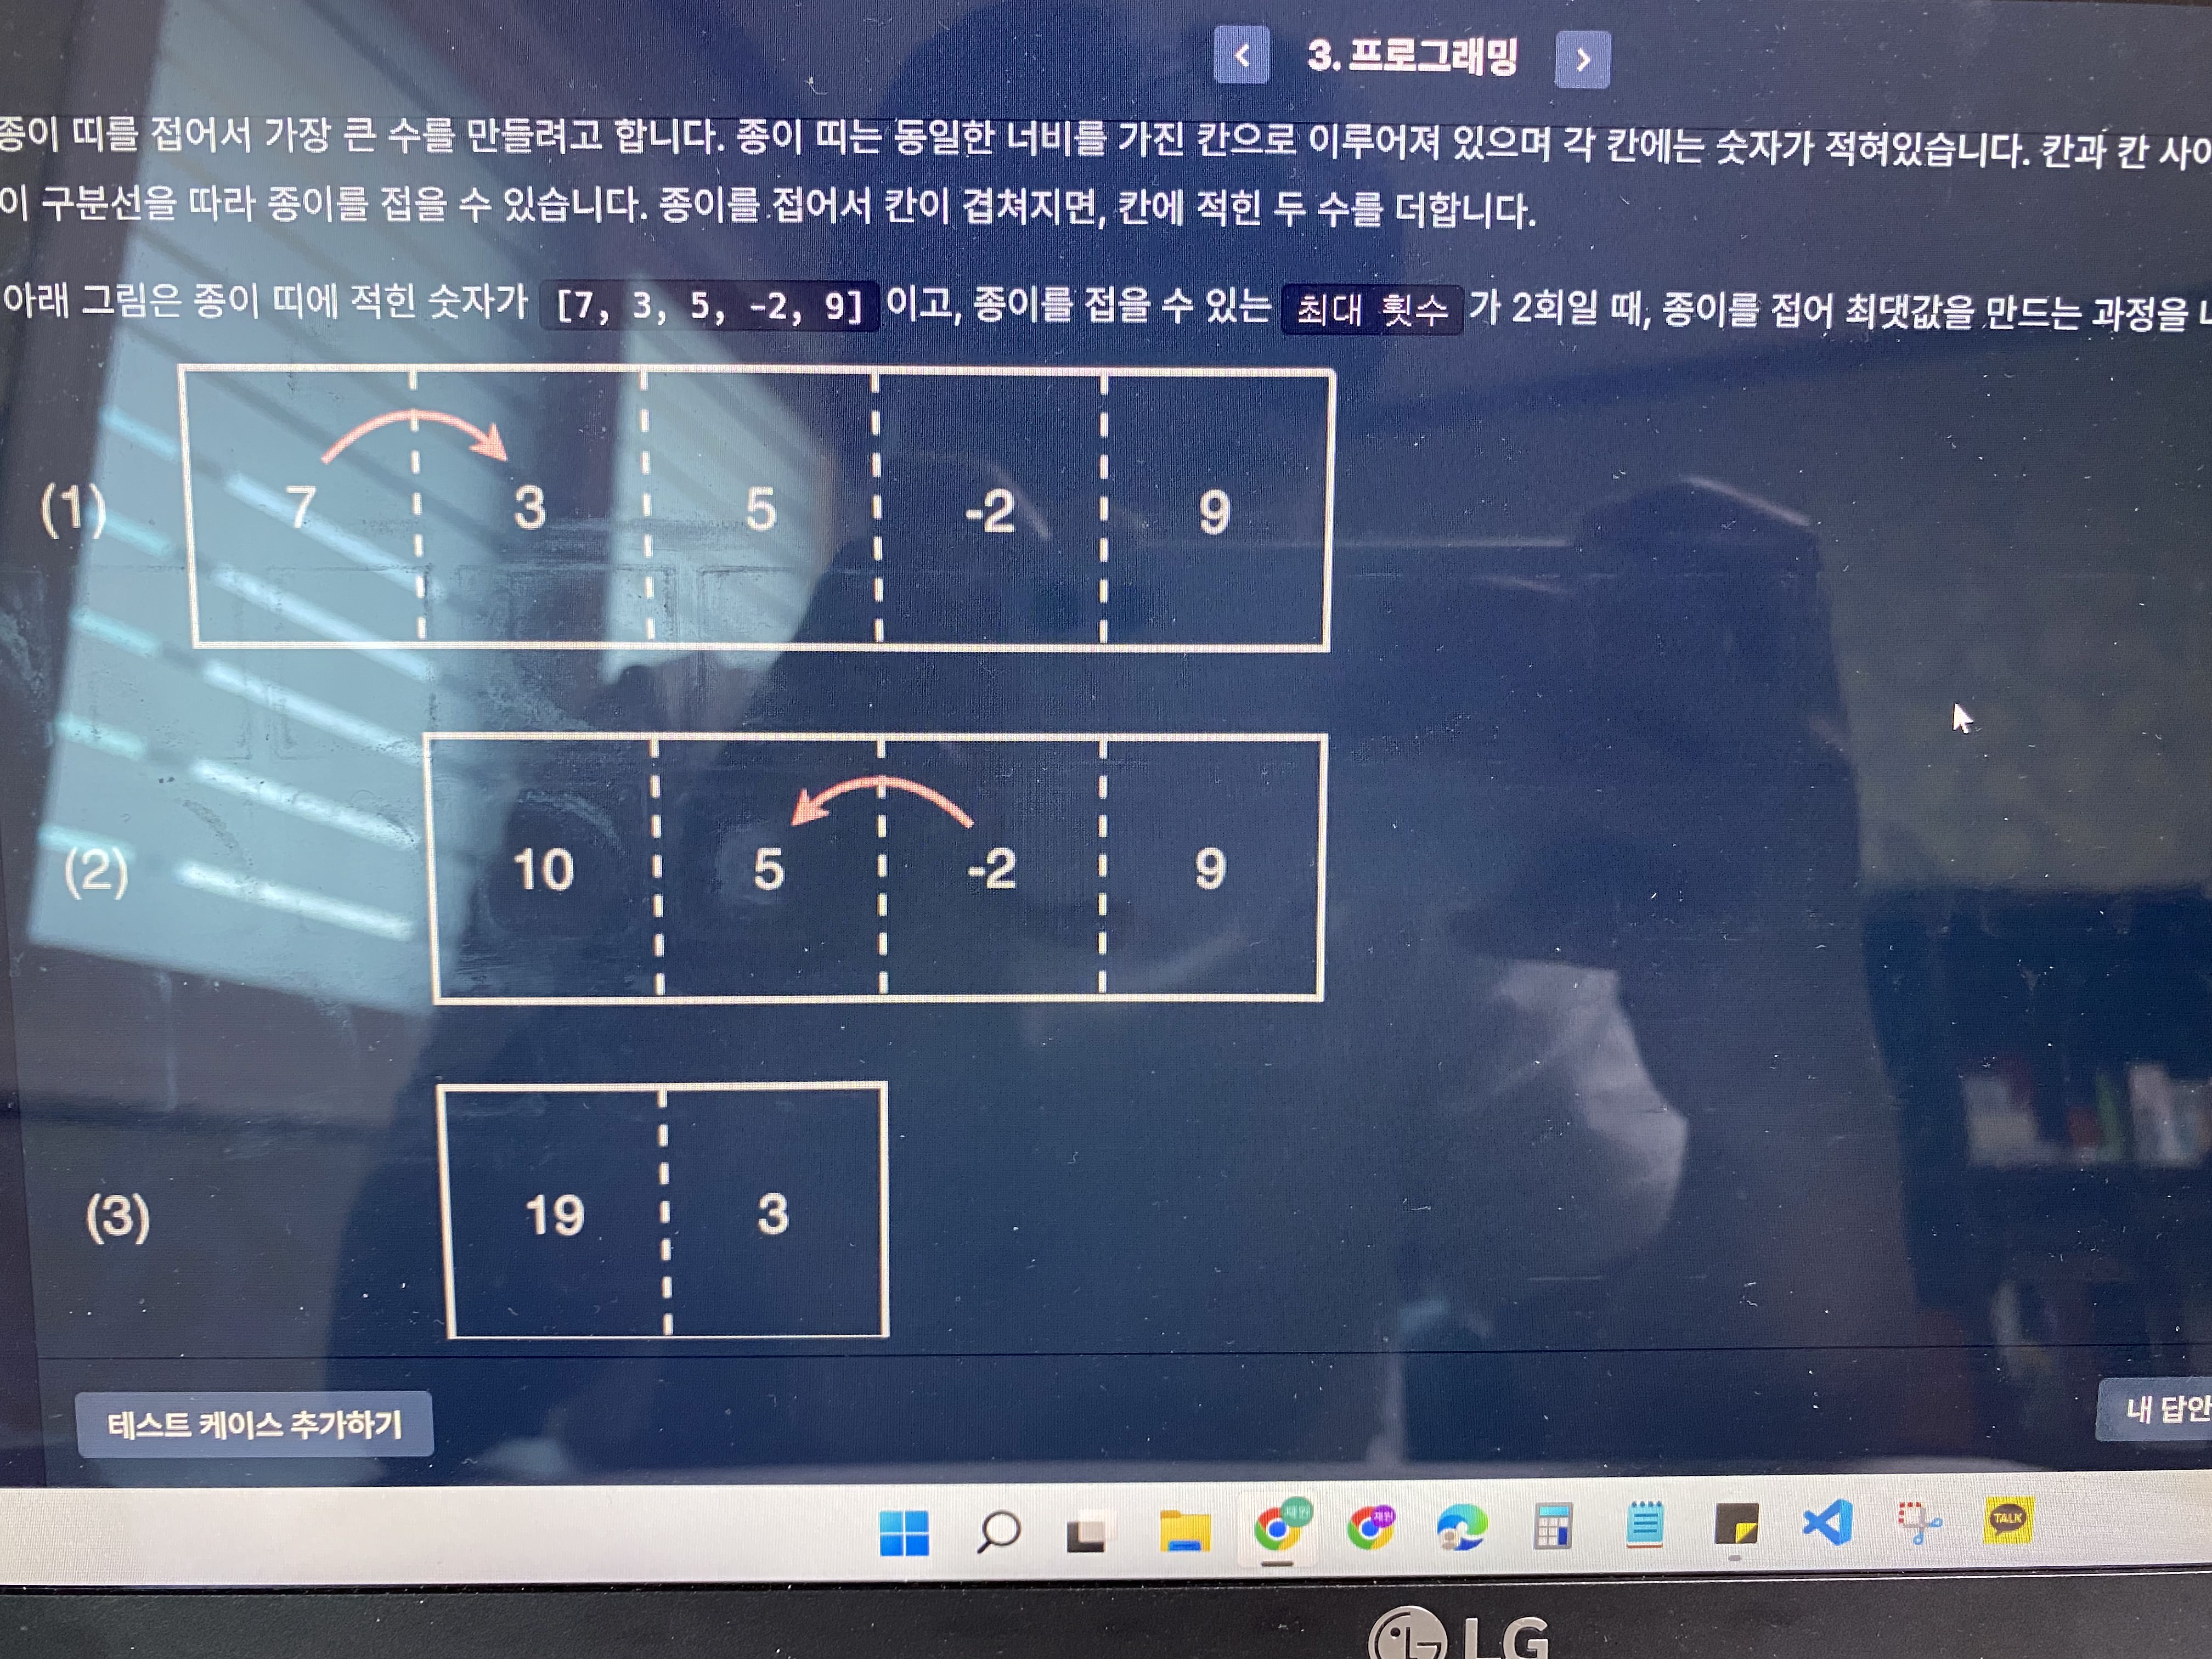 3. 프로그래밍
종이 띠를 접어서 가장 큰 수를 만들려고 합니다. 종이 띠는 동일한 너비를 가진 칸으로 이루어져 있으며 각 칸에는 숫자가 적혀있습니다. 칸과 칸
이 구분선을 따라 종이를 접을 수 있습니다. 종이를 접어서 칸이 겹쳐지면, 칸에 적힌 두 수를 더합니다.
아래 그림은 종이 띠에 적힌 숫자가 [7, 3, 5, -2, 9] 이고, 종이를 접을 수 있는 최대 횟수 가 2회일 때, 종이를 접어 최댓값을 만드는 과정을
(1) 7 3 5 -2 9
(2) 10 5 -2 9
(3) 19 3
테스트 케이스 추가하기
내 답안
재원
재원
TALK
LG